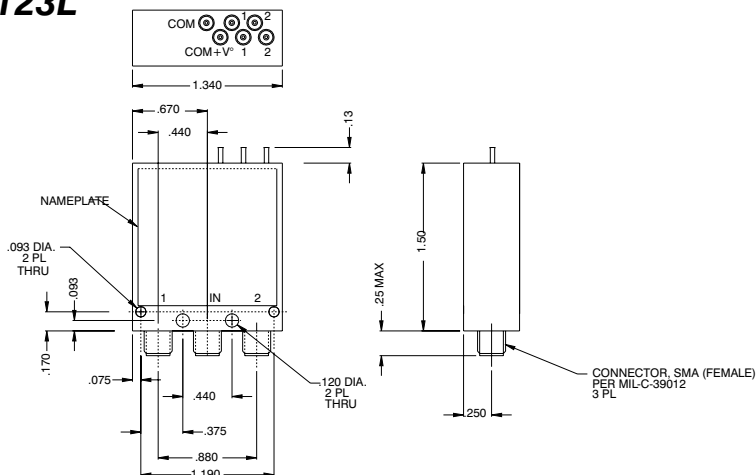 123L
COM 1 2
COM+V° 1 2
1.340
.670
.440
.13
NAMEPLATE
1.50
.093 DIA.
2 PL
THRU
.093
1 IN 2
.25 MAX
.170
.075
.440
.120 DIA.
2 PL
THRU
.375
.880
1.190
.250
CONNECTOR, SMA (FEMALE)
PER MIL-C-39012
3 PL